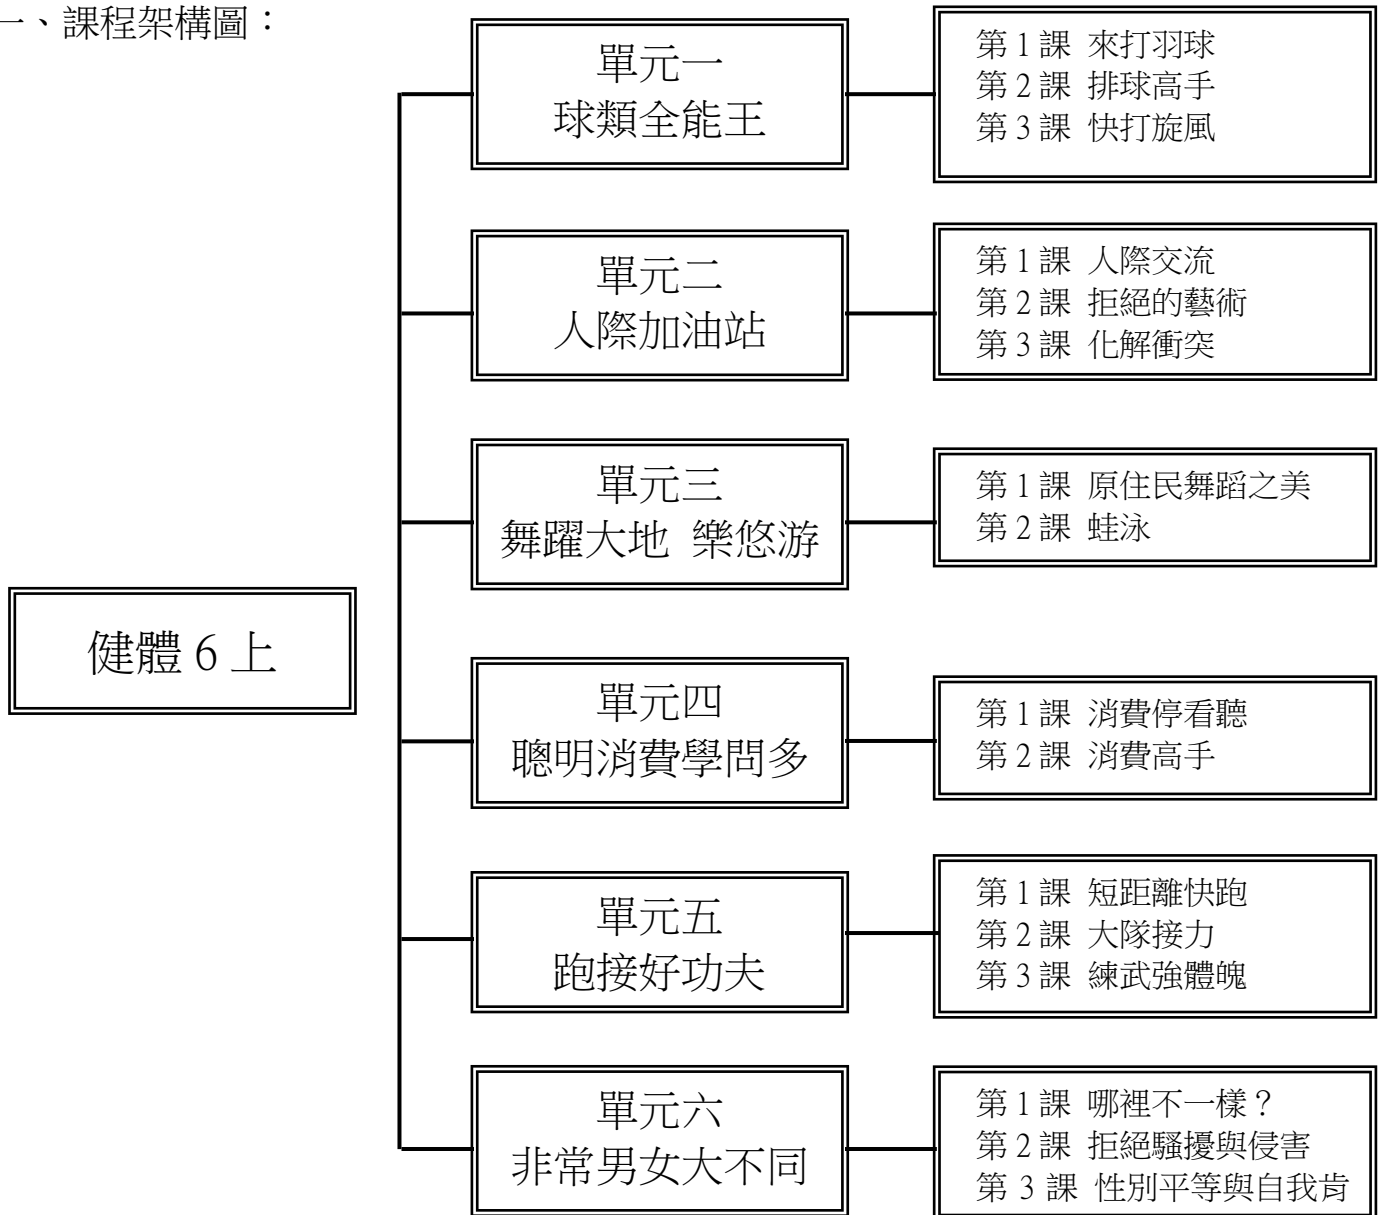 一、課程架構圖：
健體 6 上
單元一
球類全能王
第 1 課 來打羽球
第 2 課 排球高手
第 3 課 快打旋風
單元二
人際加油站
第 1 課 人際交流
第 2 課 拒絕的藝術
第 3 課 化解衝突
單元三
舞躍大地 樂悠游
第 1 課 原住民舞蹈之美
第 2 課 蛙泳
單元四
聰明消費學問多
第 1 課 消費停看聽
第 2 課 消費高手
單元五
跑接好功夫
第 1 課 短距離快跑
第 2 課 大隊接力
第 3 課 練武強體魄
單元六
非常男女大不同
第 1 課 哪裡不一樣？
第 2 課 拒絕騷擾與侵害
第 3 課 性別平等與自我肯